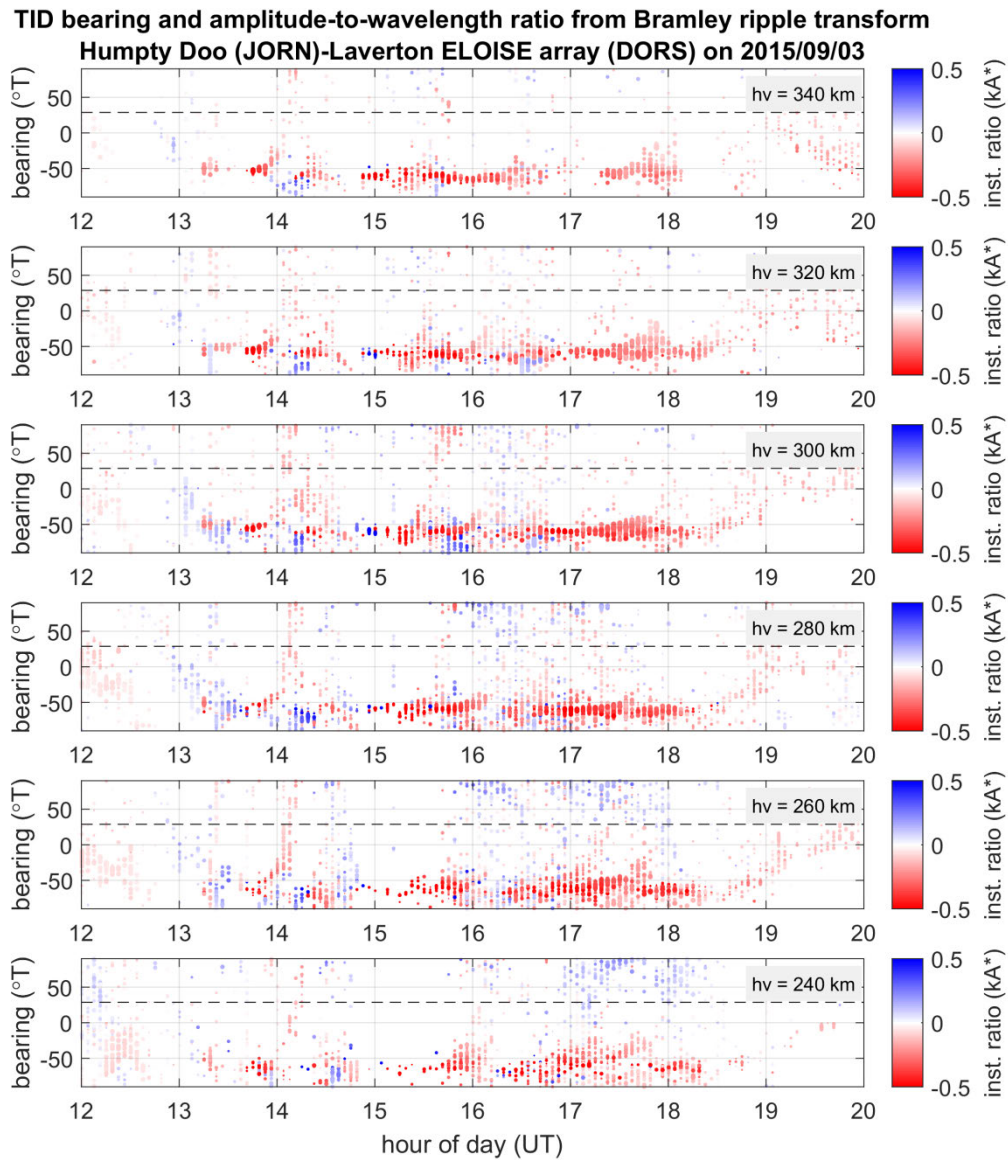 TID bearing and amplitude-to-wavelength ratio from Bramley ripple transform
Humpty Doo (JORN)-Laverton ELOISE array (DORS) on 2015/09/03
bearing (°T)
50
0
-50
hv = 340 km
12 13 14 15 16 17 18 19 20
0.5
0
-0.5
inst. ratio (kA*)
bearing (°T)
50
0
-50
hv = 320 km
12 13 14 15 16 17 18 19 20
0.5
0
-0.5
inst. ratio (kA*)
bearing (°T)
50
0
-50
hv = 300 km
12 13 14 15 16 17 18 19 20
0.5
0
-0.5
inst. ratio (kA*)
bearing (°T)
50
0
-50
hv = 280 km
12 13 14 15 16 17 18 19 20
0.5
0
-0.5
inst. ratio (kA*)
bearing (°T)
50
0
-50
hv = 260 km
12 13 14 15 16 17 18 19 20
0.5
0
-0.5
inst. ratio (kA*)
bearing (°T)
50
0
-50
hv = 240 km
12 13 14 15 16 17 18 19 20
0.5
0
-0.5
inst. ratio (kA*)
hour of day (UT)